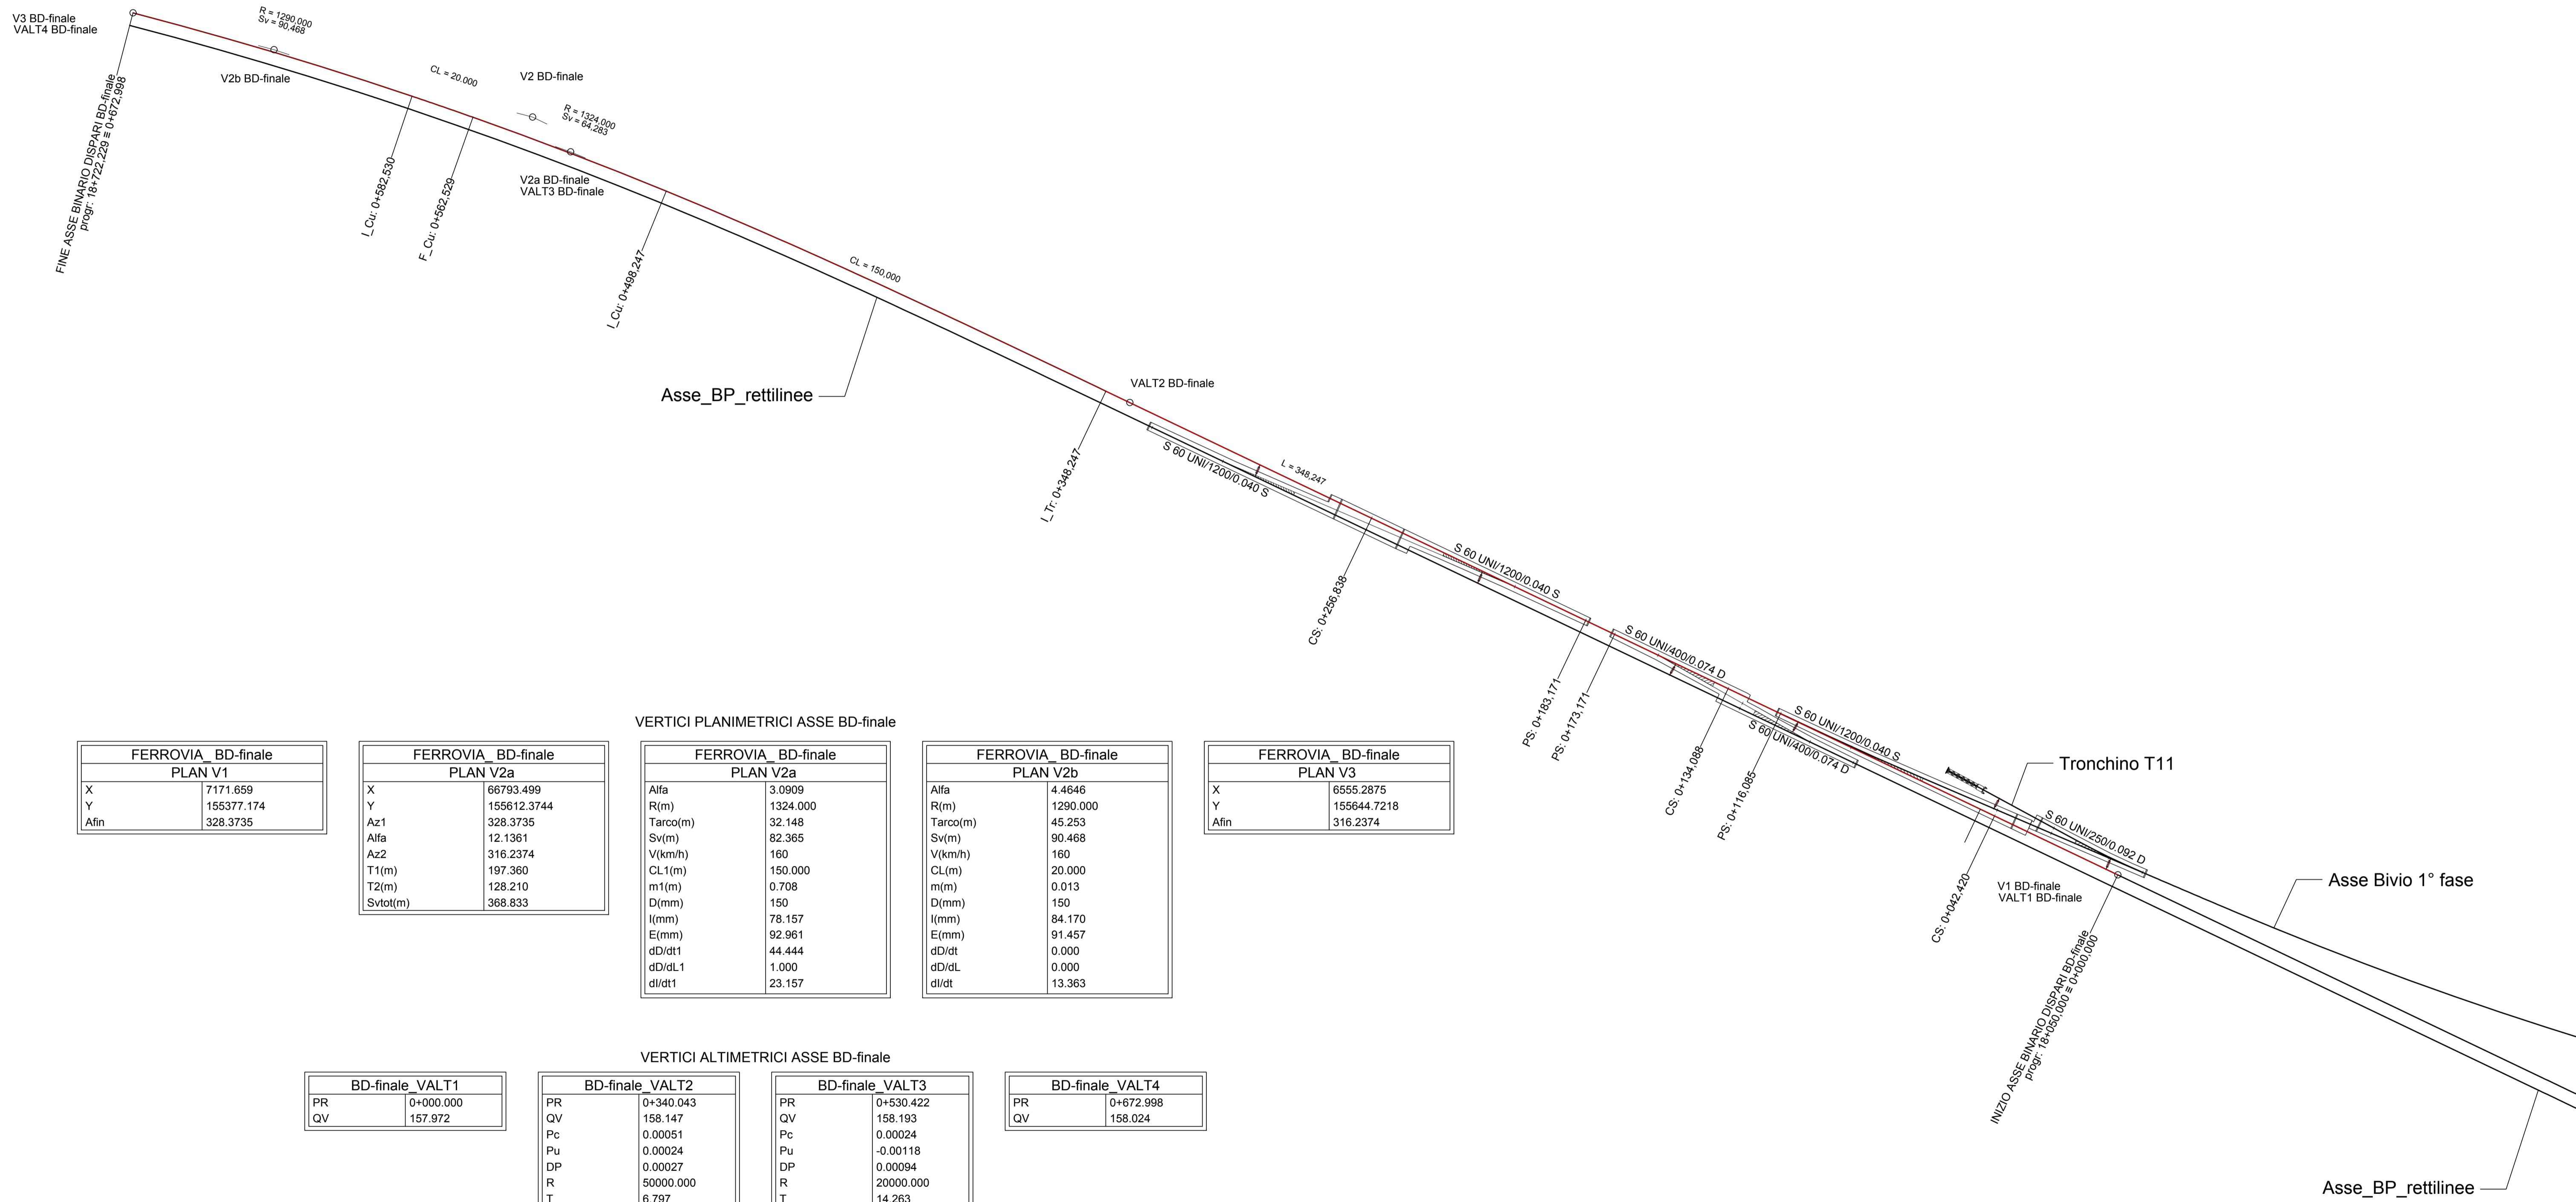 V3 BD-finale
VALT4 BD-finale
R = 1290,000
Sv = 90,468
V2b BD-finale
CL = 20.000
V2 BD-finale
R = 1324,000
Sv = 64,283
V2a BD-finale
VALT3 BD-finale
FINE ASSE BINARIO DISPARI BD-finale
progr: 18+722,229 ≡ 0+672,998
I_Cu: 0+582,530
F_Cu: 0+562,529
I_Cu: 0+498,247
CL = 150,000
Asse_BP_rettilinee
VALT2 BD-finale
I_Tr: 0+348,247
S 60 UNI/1200/0.040 S
L = 348,247
CS: 0+256,838
S 60 UNI/1200/0.040 S
PS: 0+183,171
PS: 0+173,171
S 60 UNI/400/0.074 D
CS: 0+134,088
S 60 UNI/400/0.074 D
PS: 0+116,085
S 60 UNI/1200/0.040 S
Tronchino T11
S 60 UNI/250/0.092 D
CS: 0+042,420
V1 BD-finale
VALT1 BD-finale
Asse Bivio 1° fase
INIZIO ASSE BINARIO DISPARI BD-finale
progr: 18+050,000 ≡ 0+000,000
Asse_BP_rettilinee
VERTICI PLANIMETRICI ASSE BD-finale
FERROVIA_ BD-finale
PLAN V1
X 7171.659
Y 155377.174
Afin 328.3735
FERROVIA_ BD-finale
PLAN V2a
X 66793.499
Y 155612.3744
Az1 328.3735
Alfa 12.1361
Az2 316.2374
T1(m) 197.360
T2(m) 128.210
Svtot(m) 368.833
FERROVIA_ BD-finale
PLAN V2a
Alfa 3.0909
R(m) 1324.000
Tarco(m) 32.148
Sv(m) 82.365
V(km/h) 160
CL1(m) 150.000
m1(m) 0.708
D(mm) 150
I(mm) 78.157
E(mm) 92.961
dD/dt1 44.444
dD/dL1 1.000
dI/dt1 23.157
FERROVIA_ BD-finale
PLAN V2b
Alfa 4.4646
R(m) 1290.000
Tarco(m) 45.253
Sv(m) 90.468
V(km/h) 160
CL(m) 20.000
m(m) 0.013
D(mm) 150
I(mm) 84.170
E(mm) 91.457
dD/dt 0.000
dD/dL 0.000
dI/dt 13.363
FERROVIA_ BD-finale
PLAN V3
X 6555.2875
Y 155644.7218
Afin 316.2374
VERTICI ALTIMETRICI ASSE BD-finale
BD-finale_VALT1
PR 0+000.000
QV 157.972
BD-finale_VALT2
PR 0+340.043
QV 158.147
Pc 0.00051
Pu 0.00024
DP 0.00027
R 50000.000
T 6.797
BD-finale_VALT3
PR 0+530.422
QV 158.193
Pc 0.00024
Pu -0.00118
DP 0.00094
R 20000.000
T 14.263
BD-finale_VALT4
PR 0+672.998
QV 158.024